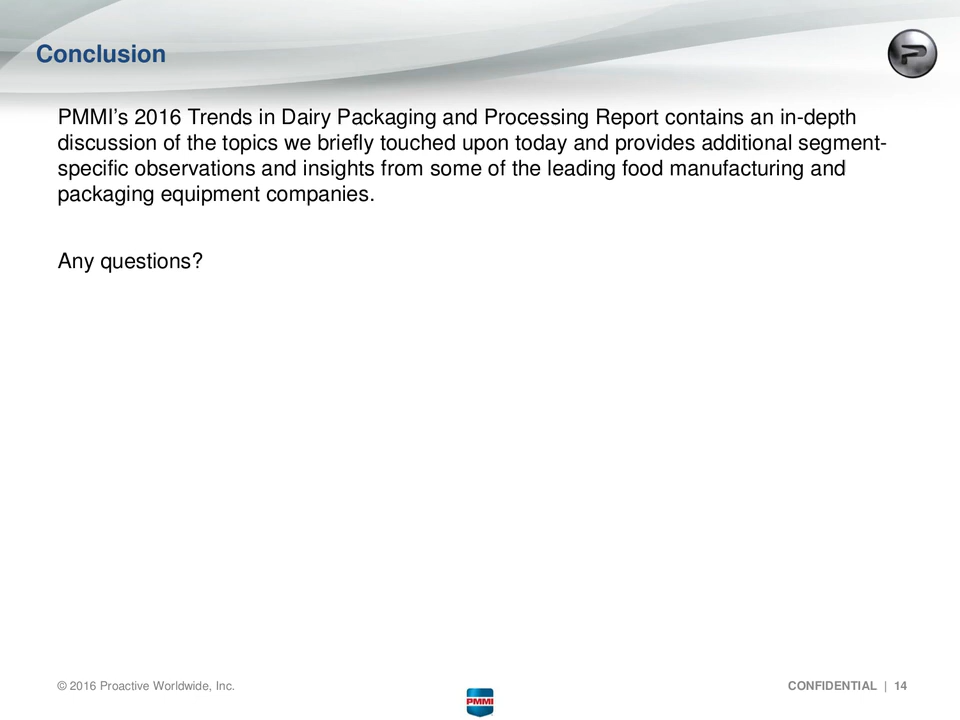 Conclusion
P
PMMI’s 2016 Trends in Dairy Packaging and Processing Report contains an in-depth
discussion of the topics we briefly touched upon today and provides additional segment-
specific observations and insights from some of the leading food manufacturing and
packaging equipment companies.
Any questions?
© 2016 Proactive Worldwide, Inc.
PMMI
CONFIDENTIAL | 14